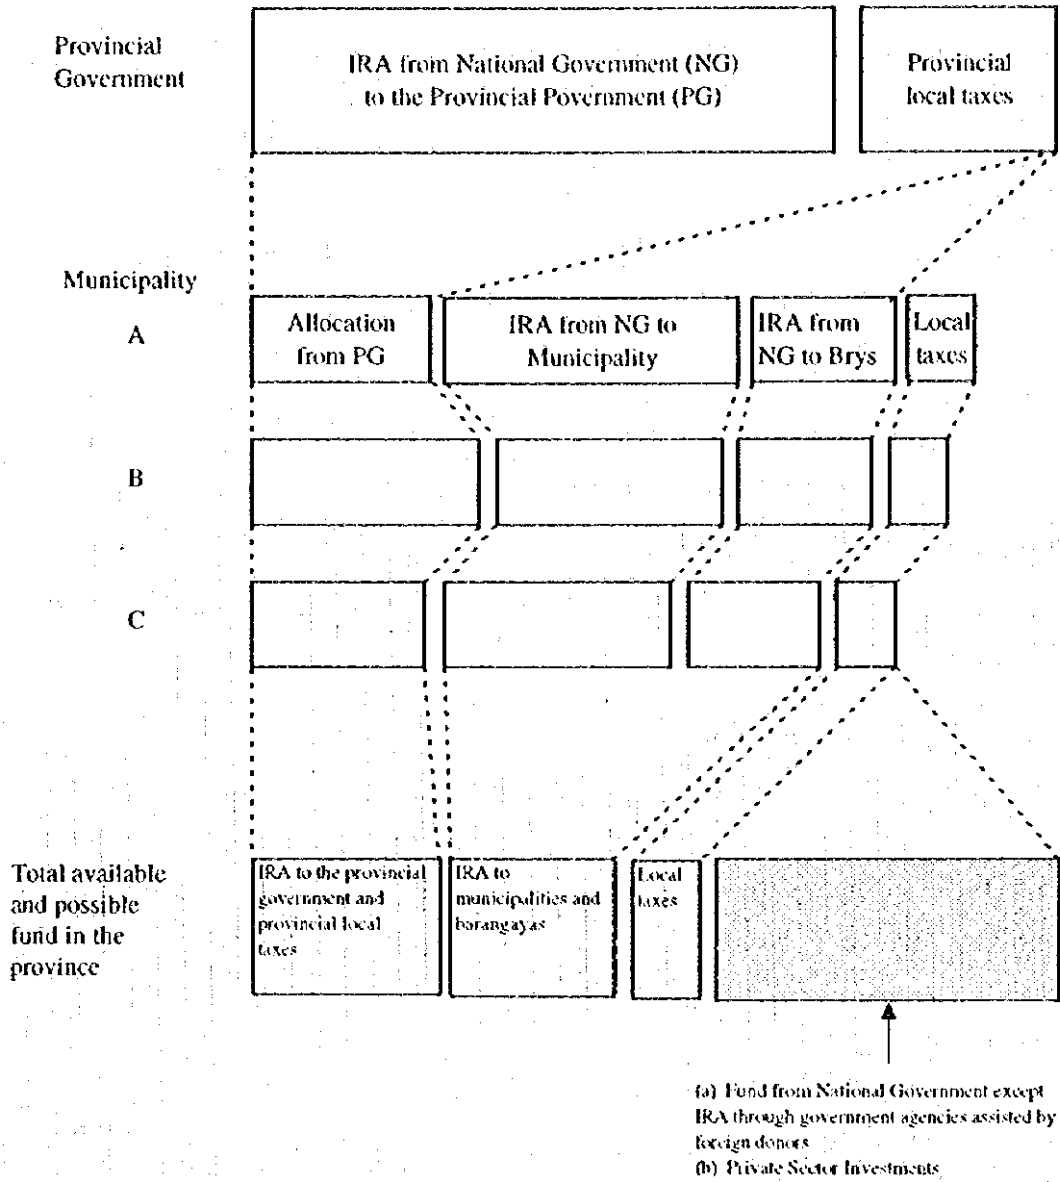 Provincial
Government
IRA from National Government (NG)
to the Provincial Povernment (PG)
Provincial
local taxes
Municipality
A
Allocation
from PG
IRA from NG to
Municipality
IRA from
NG to Brys
Local
taxes
B
C
Total available
and possible
fund in the
province
IRA to the provincial
government and
provincial local
taxes
IRA to
municipalities and
barangayas
Local
taxes
(a) Fund from National Government except
IRA through government agencies assisted by
foreign donors
(b) Private Sector Investments